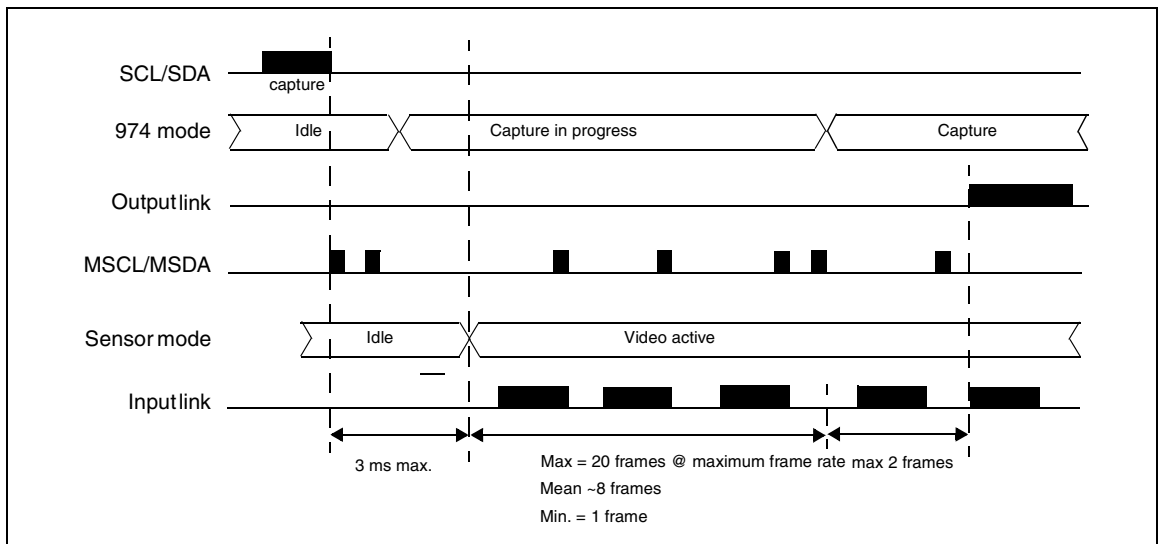 SCL/SDA
capture
974 mode
Idle
Capture in progress
Capture
Output link
MSCL/MSDA
Sensor mode
Idle
Video active
Input link
3 ms max.
Max = 20 frames @ maximum frame rate
max 2 frames
Mean ~8 frames
Min. = 1 frame